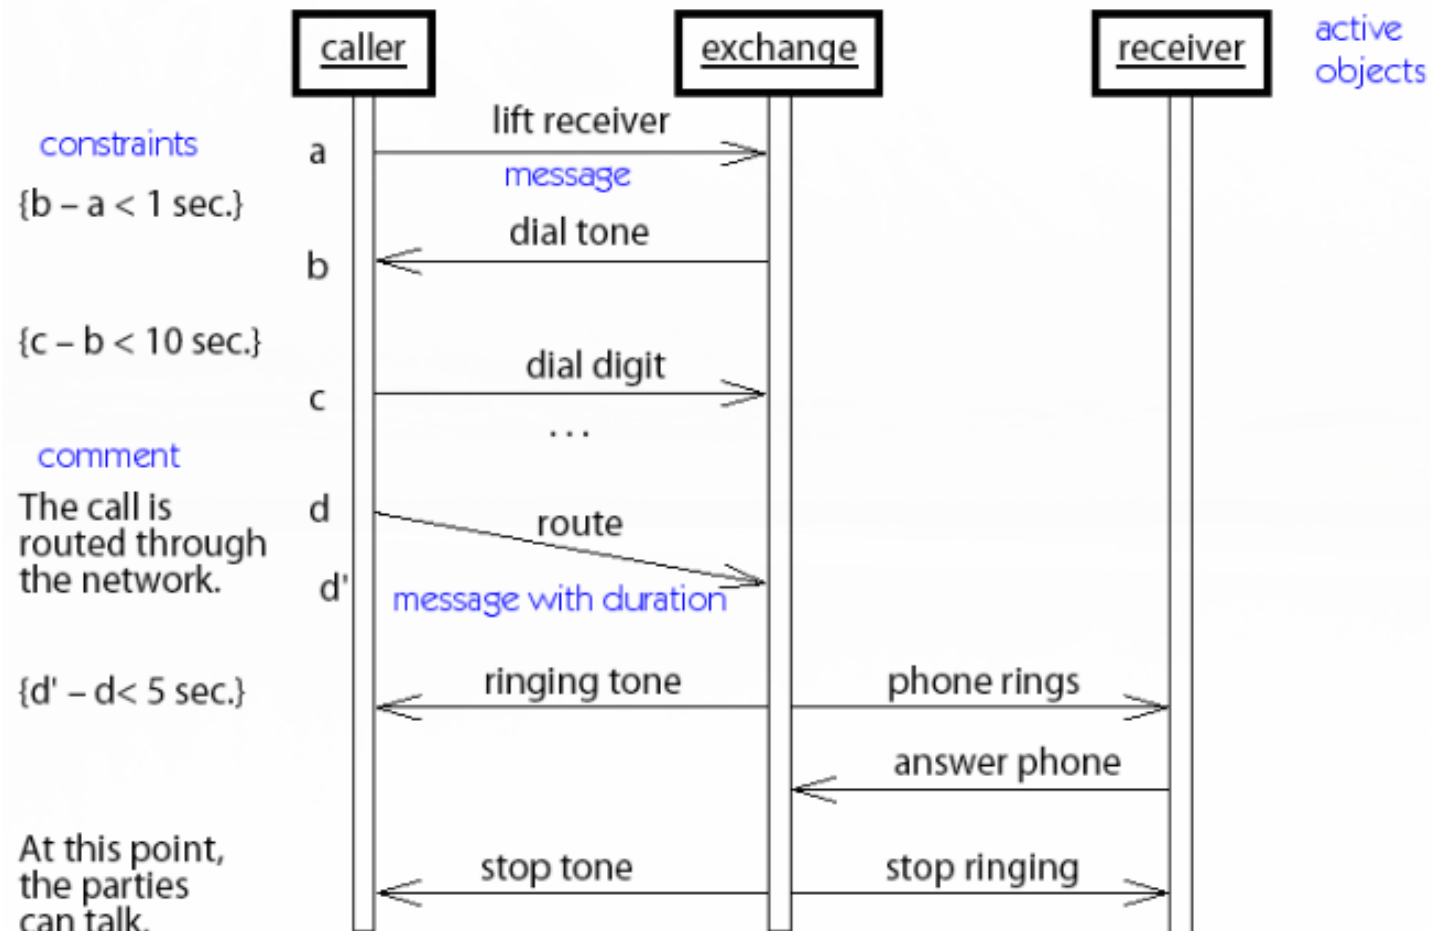 caller
exchange
receiver
active
objects
lift receiver
constraints
a
message
{b – a < 1 sec.}
dial tone
b
{c – b < 10 sec.}
dial digit
c
...
comment
The call is
routed through
the network.
d
route
d'
message with duration
{d' – d< 5 sec.}
ringing tone
phone rings
answer phone
At this point,
the parties
can talk.
stop tone
stop ringing